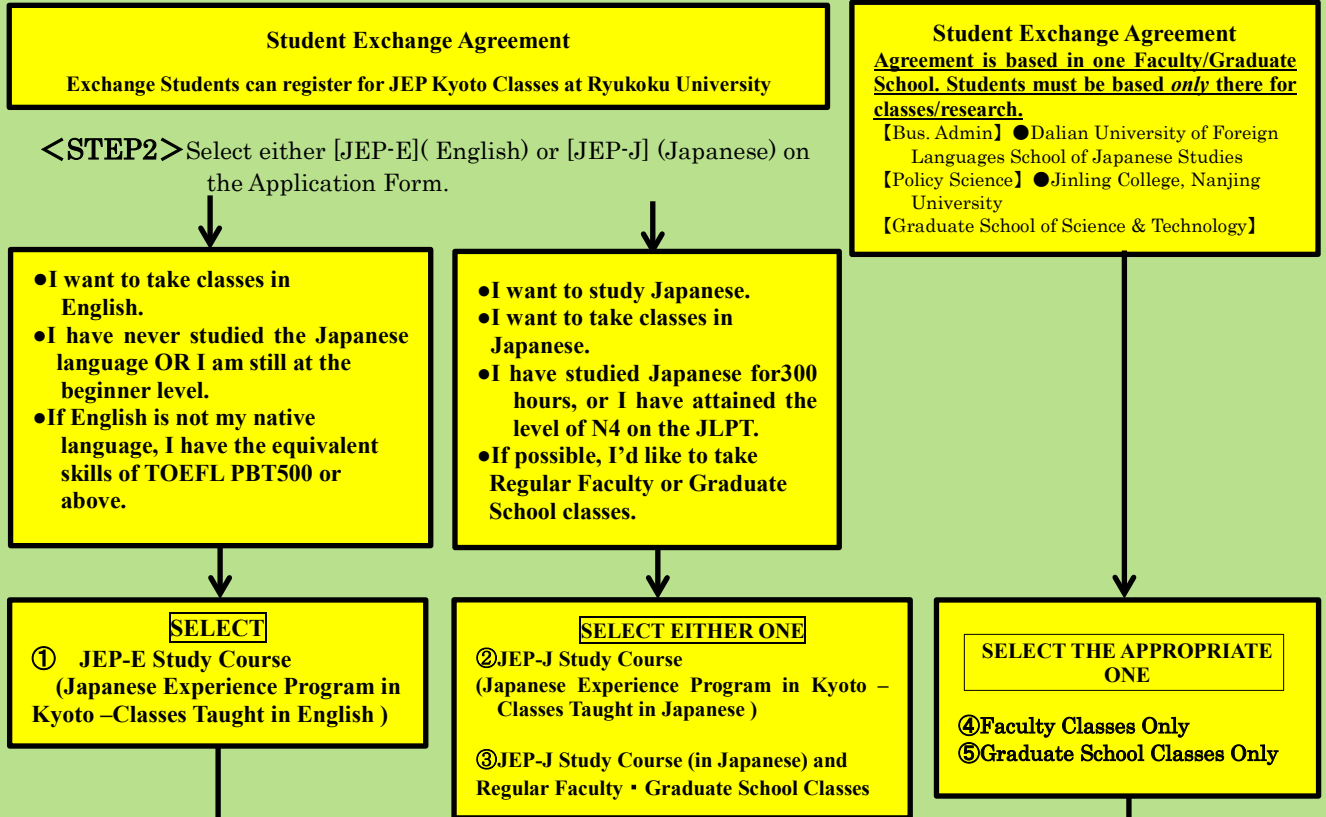 Student Exchange Agreement
Exchange Students can register for JEP Kyoto Classes at Ryukoku University
Student Exchange Agreement
Agreement is based in one Faculty/Graduate
School. Students must be based only there for
classes/research.
【Bus. Admin】●Dalian University of Foreign
Languages School of Japanese Studies
【Policy Science】●Jinling College, Nanjing
University
【Graduate School of Science & Technology】
＜STEP2＞Select either [JEP-E]( English) or [JEP-J] (Japanese) on
the Application Form.
●I want to take classes in
English.
●I have never studied the Japanese
language OR I am still at the
beginner level.
●If English is not my native
language, I have the equivalent
skills of TOEFL PBT500 or
above.
●I want to study Japanese.
●I want to take classes in
Japanese.
●I have studied Japanese for300
hours, or I have attained the
level of N4 on the JLPT.
●If possible, I’d like to take
Regular Faculty or Graduate
School classes.
SELECT
① JEP-E Study Course
(Japanese Experience Program in
Kyoto –Classes Taught in English )
SELECT EITHER ONE
②JEP-J Study Course
(Japanese Experience Program in Kyoto –
Classes Taught in Japanese )
③JEP-J Study Course (in Japanese) and
Regular Faculty・Graduate School Classes
SELECT THE APPROPRIATE
ONE
④Faculty Classes Only
⑤Graduate School Classes Only